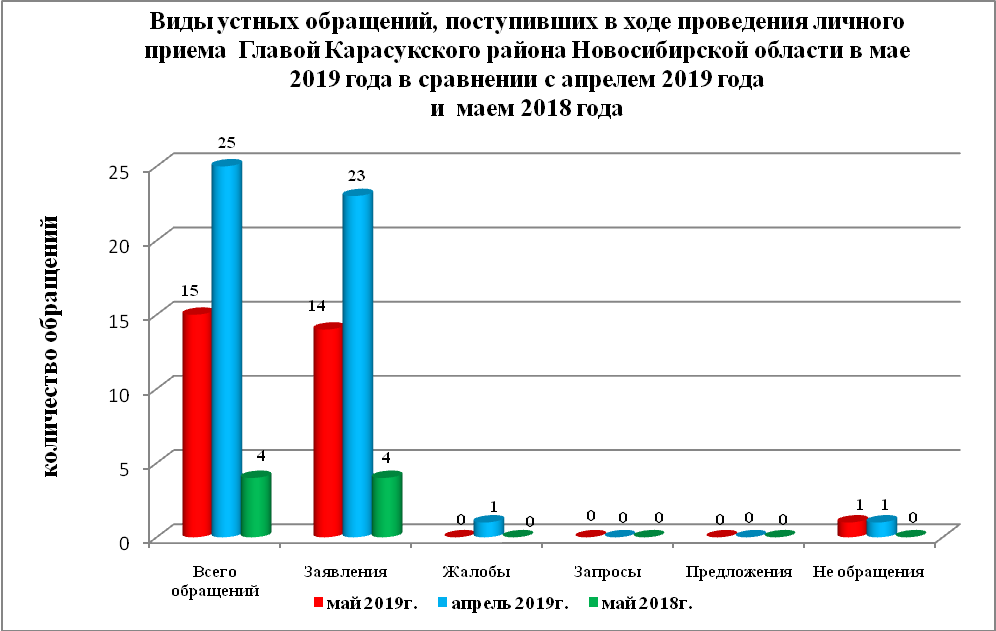 Виды устных обращений, поступивших в ходе проведения личного
приема Главой Карасукского района Новосибирской области в мае
2019 года в сравнении с апрелем 2019 года
и маем 2018 года
количество обращений
25
20
15
10
5
0
15
25
4
14
23
4
0
1
0
0
0
0
0
0
0
1
1
0
Всего
обращений
Заявления
Жалобы
Запросы
Предложения
Не обращения
май 2019г.
апрель 2019г.
май 2018г.